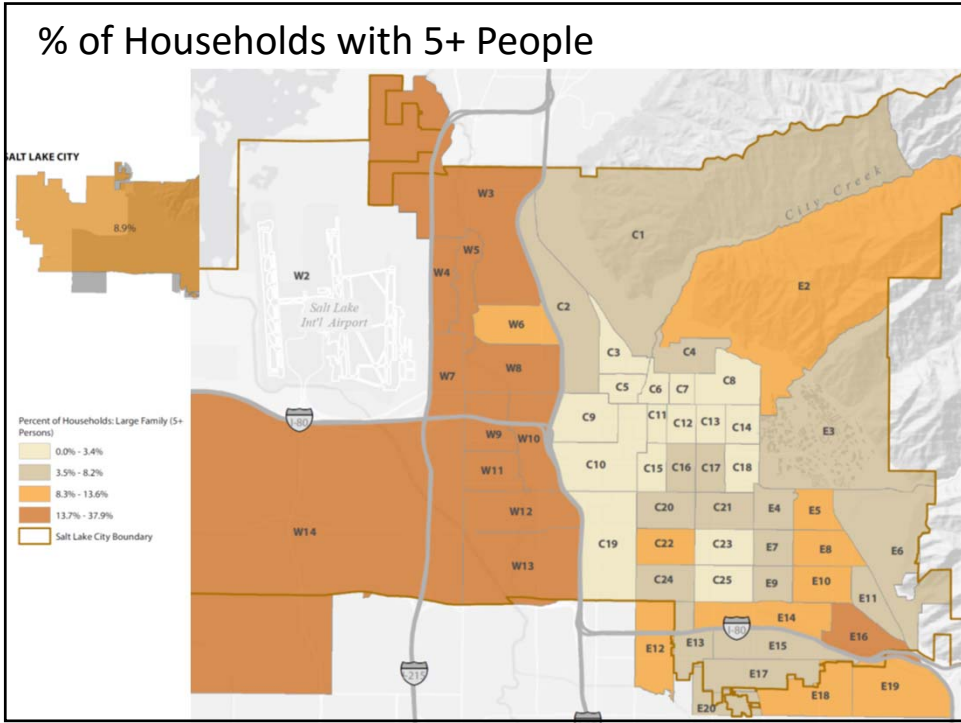 % of Households with 5+ People
SALT LAKE CITY
8.9%
Percent of Households: Large Family (5+
Persons)
0.0% - 3.4%
3.5% - 8.2%
8.3% - 13.6%
13.7% - 37.9%
Salt Lake City Boundary
City Creek
W3
C1
W5
W2
W4
E2
Salt Lake
Int'l Airport
C2
W6
C3
C4
W7
W8
C5
C6
C7
C8
I-80
C9
C11
C12
C13
C14
E3
W9
W10
C10
W11
C15
C16
C17
C18
W12
C20
C21
E4
E5
W14
C19
C22
C23
E7
E8
E6
W13
C24
C25
E9
E10
E11
E14
I-80
E16
E12
E13
E15
I-215
E17
E19
E18
E20